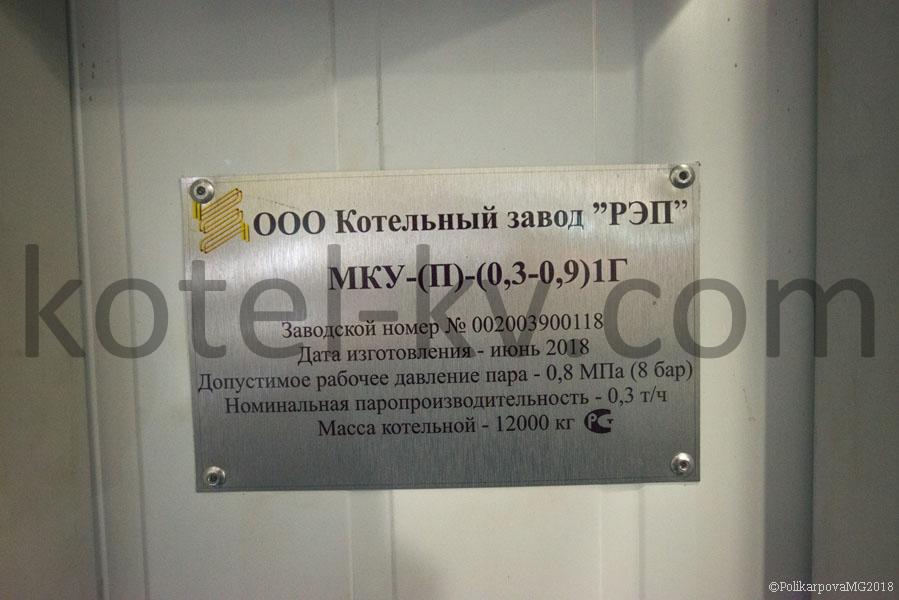 ООО Котельный завод ”РЭП”
МКУ-(П)-(0,3-0,9)1Г
Заводской номер № 002003900118
Дата изготовления - июнь 2018
Допустимое рабочее давление пара - 0,8 МПа (8 бар)
Номинальная паропроизводительность - 0,3 т/ч
Масса котельной - 12000 кг РСТ
kotel-kv.com
©PolikarpovaMG2018